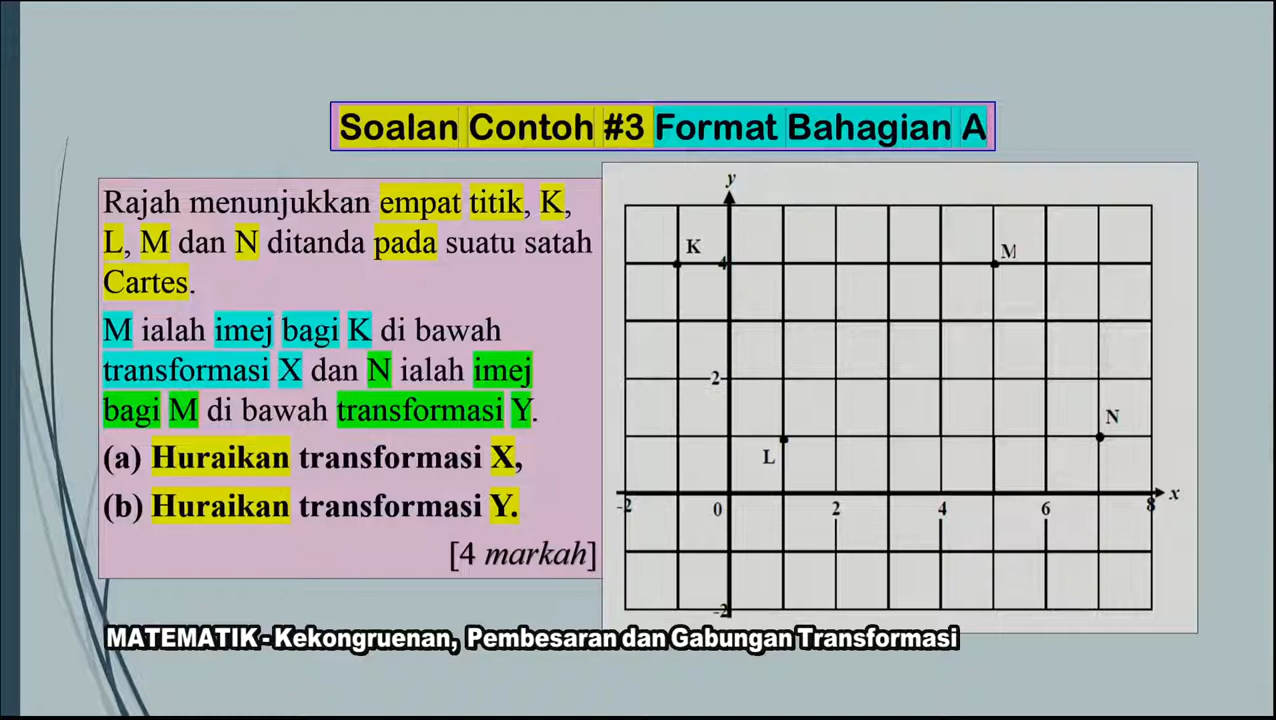 Soalan Contoh #3 Format Bahagian A
Rajah menunjukkan empat titik, K,
L, M dan N ditanda pada suatu satah
Cartes.
M ialah imej bagi K di bawah
transformasi X dan N ialah imej
bagi M di bawah transformasi Y.
(a) Huraikan transformasi X,
(b) Huraikan transformasi Y.
[4 markah]
y
K
M
4
2
N
L
x
-2
0
2
4
6
8
-2
MATEMATIK - Kekongruenan, Pembesaran dan Gabungan Transformasi